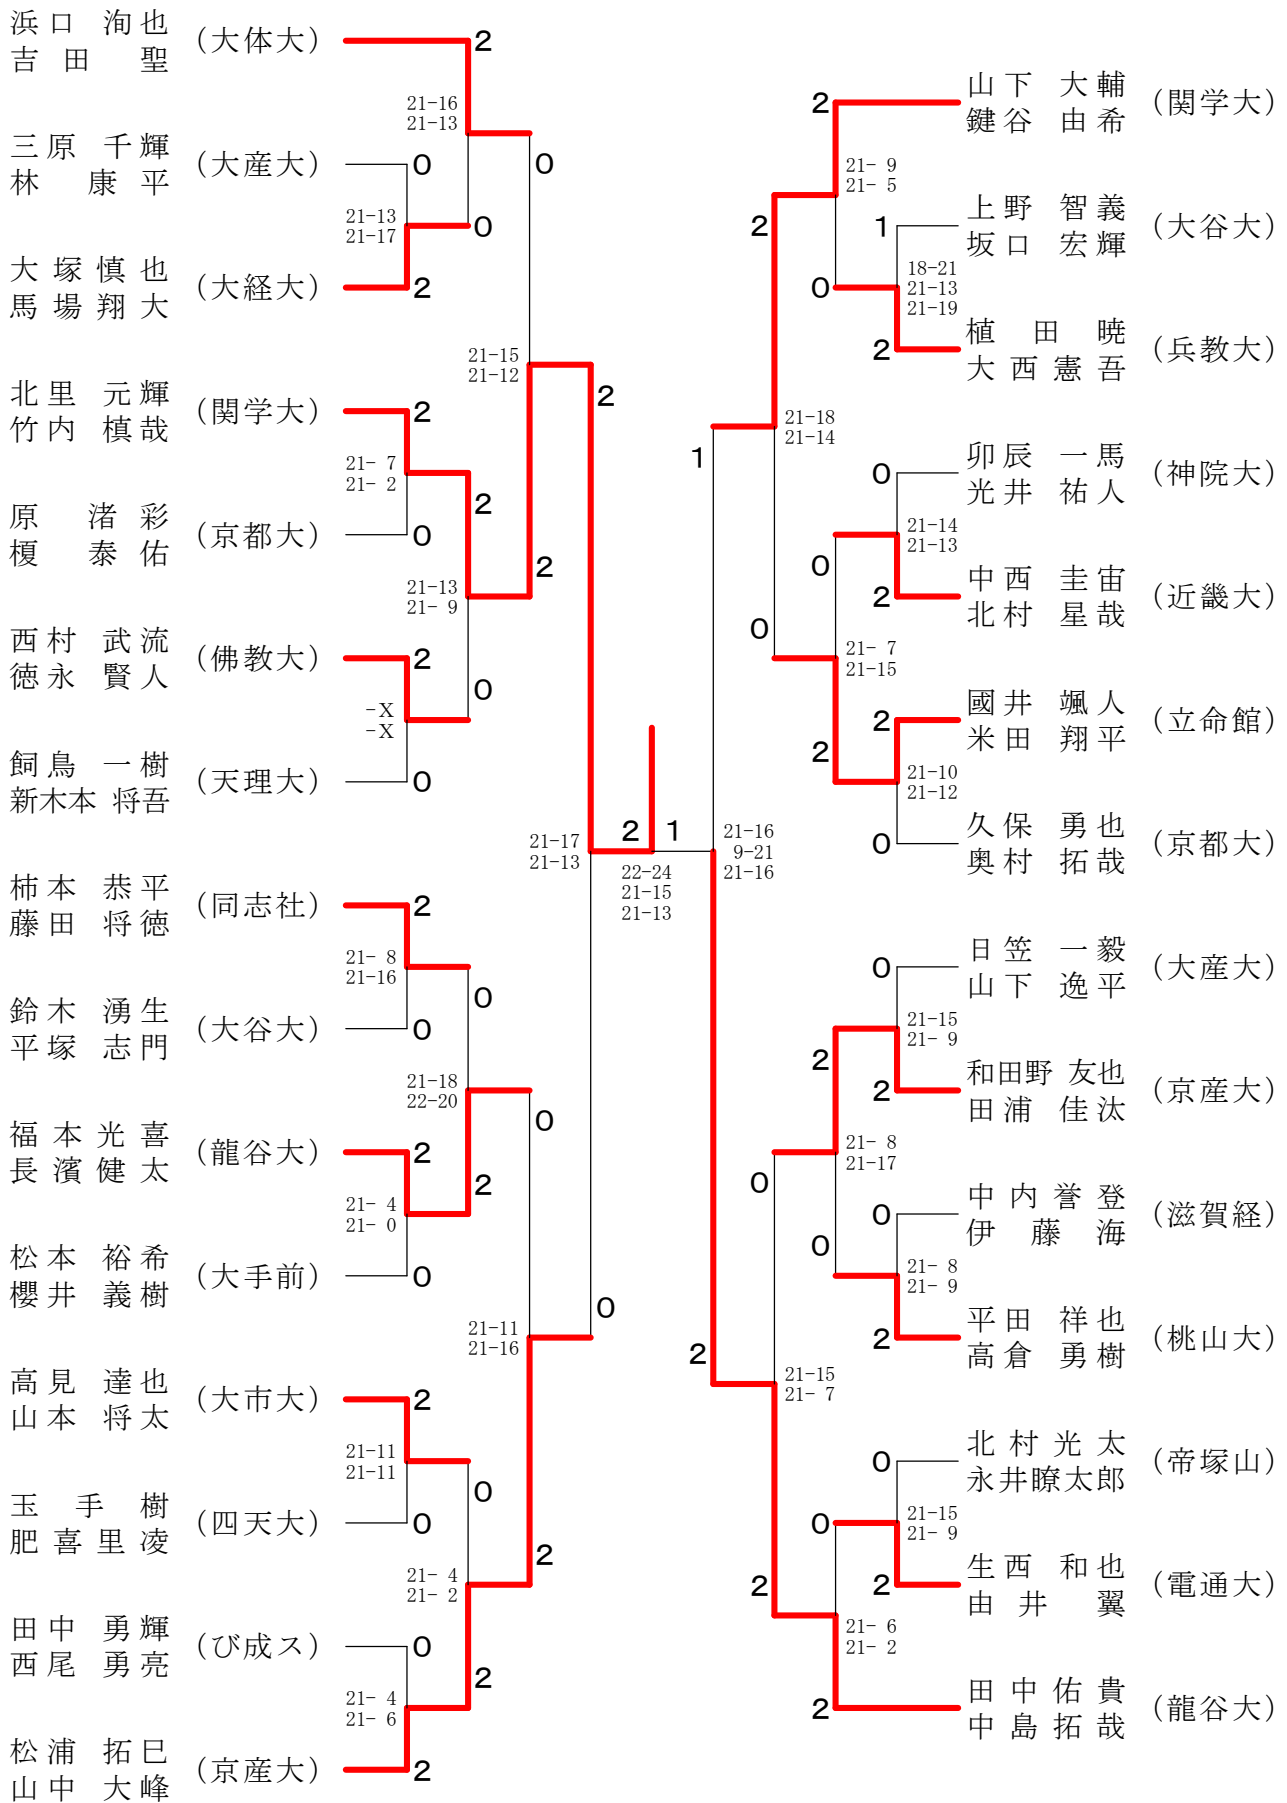 浜口 洵也
吉田 聖
(大体大)
2
21-16
21-13
0
三原 千輝
林 康平
(大産大)
0
21-13
21-17
0
大塚慎也
馬場翔大
(大経大)
2
21-15
21-12
2
北里 元輝
竹内 槙哉
(関学大)
2
21- 7
21- 2
2
原 渚彩
榎 泰佑
(京都大)
0
21-13
21- 9
2
西村 武流
徳永 賢人
(佛教大)
2
-X
-X
0
飼鳥 一樹
新木本 将吾
(天理大)
0
21-17
21-13
柿本 恭平
藤田 将徳
(同志社)
2
21- 8
21-16
0
鈴木 湧生
平塚 志門
(大谷大)
0
21-18
22-20
0
福本光喜
長濱健太
(龍谷大)
2
21- 4
21- 0
2
松本 裕希
櫻井 義樹
(大手前)
0
21-11
21-16
0
高見 達也
山本 将太
(大市大)
2
21-11
21-11
0
玉手 樹
肥喜里凌
(四天大)
0
21- 4
21- 2
2
田中 勇輝
西尾 勇亮
(び成ス)
0
21- 4
21- 6
2
松浦 拓巳
山中 大峰
(京産大)
2
2
1
22-24
21-15
21-13
2
山下 大輔
鍵谷 由希
(関学大)
21- 9
21- 5
2
1
上野 智義
坂口 宏輝
(大谷大)
18-21
21-13
21-19
0
2
植田 暁
大西憲吾
(兵教大)
21-18
21-14
1
0
卯辰 一馬
光井 祐人
(神院大)
21-14
21-13
0
2
中西 圭宙
北村 星哉
(近畿大)
0
21- 7
21-15
2
國井 颯人
米田 翔平
(立命館)
2
21-10
21-12
0
久保 勇也
奥村 拓哉
(京都大)
21-16
9-21
21-16
0
日笠 一毅
山下 逸平
(大産大)
21-15
21- 9
2
2
和田野 友也
田浦 佳汰
(京産大)
21- 8
21-17
0
0
中内誉登
伊藤 海
(滋賀経)
0
21- 8
21- 9
2
平田 祥也
高倉 勇樹
(桃山大)
2
21-15
21- 7
0
北村光太
永井瞭太郎
(帝塚山)
0
21-15
21- 9
2
生西 和也
由井 翼
(電通大)
2
21- 6
21- 2
2
田中佑貴
中島拓哉
(龍谷大)